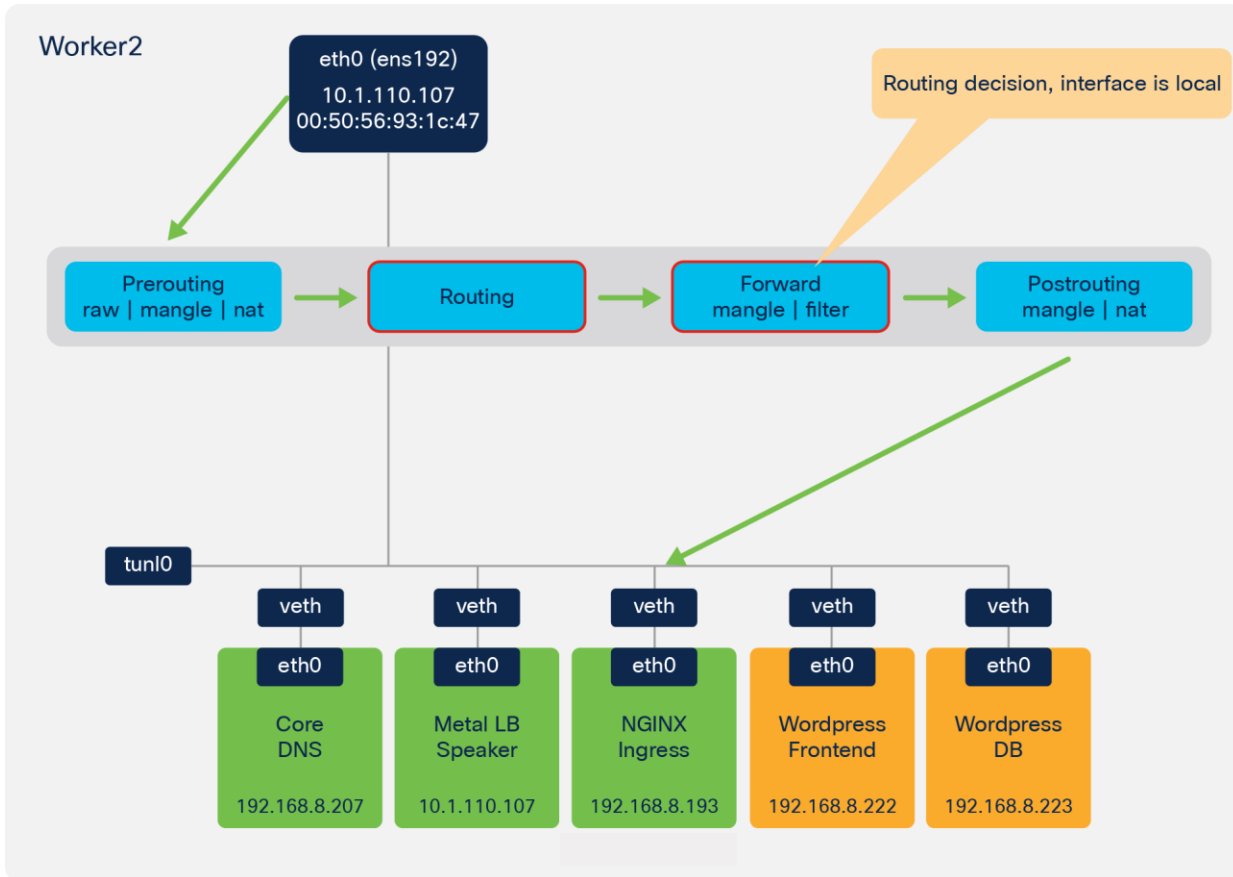 Worker2
eth0 (ens192)
10.1.110.107
00:50:56:93:1c:47
Routing decision, interface is local
Prerouting
raw | mangle | nat
Routing
Forward
mangle | filter
Postrouting
mangle | nat
tunl0
veth
veth
veth
veth
veth
eth0
eth0
eth0
eth0
eth0
Core
DNS
192.168.8.207
Metal LB
Speaker
10.1.110.107
NGINX
Ingress
192.168.8.193
Wordpress
Frontend
192.168.8.222
Wordpress
DB
192.168.8.223